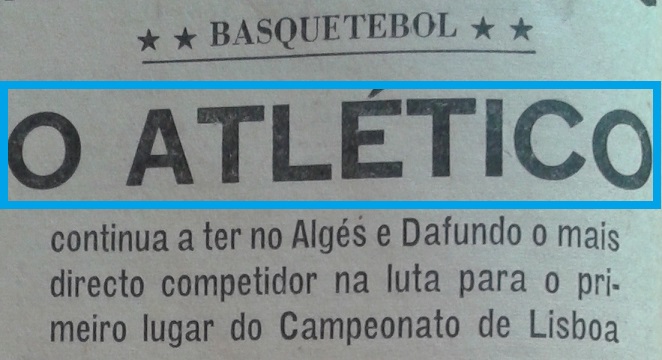 ★ ★ BASQUETEBOL ★ ★
O ATLÉTICO
continua a ter no Algés e Dafundo o mais
directo competidor na luta para o pri-
meiro lugar do Campeonato de Lisboa